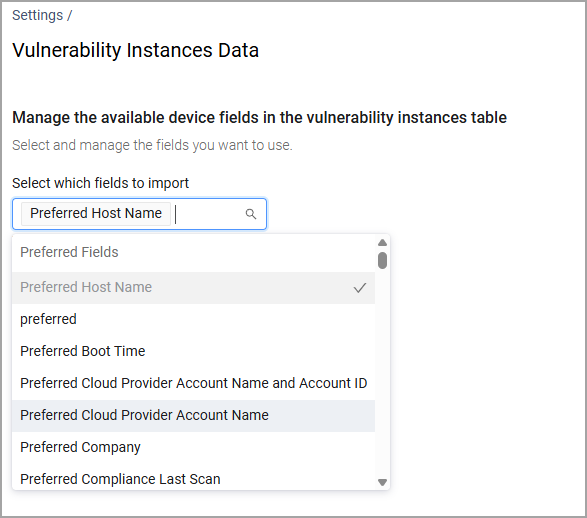 Settings /
Vulnerability Instances Data
Manage the available device fields in the vulnerability instances table
Select and manage the fields you want to use.
Select which fields to import
Preferred Host Name
Preferred Fields
Preferred Host Name
preferred
Preferred Boot Time
Preferred Cloud Provider Account Name and Account ID
Preferred Cloud Provider Account Name
Preferred Company
Preferred Compliance Last Scan